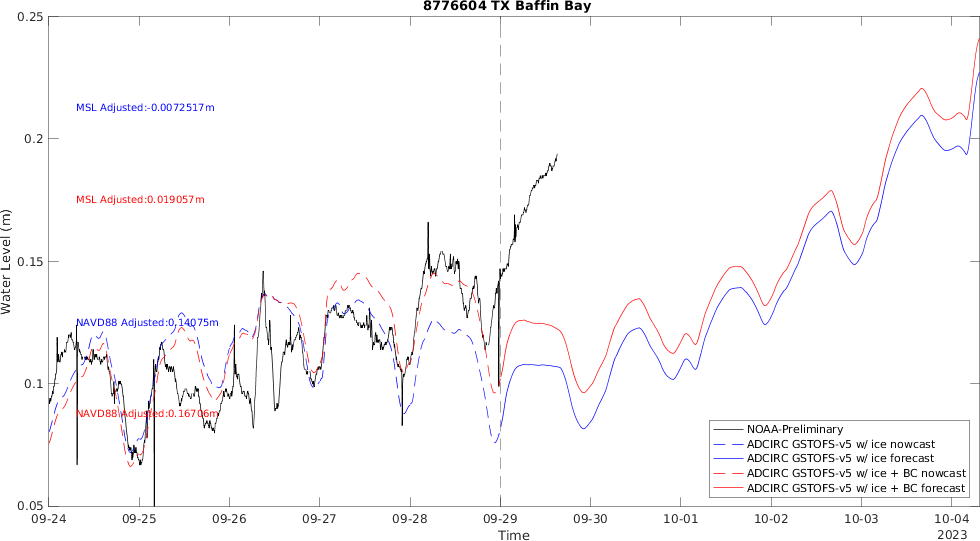 8776604 TX Baffin Bay
0.25
MSL Adjusted:-0.0072517m
0.2
MSL Adjusted:0.019057m
Water Level (m)
0.15
NAVD88 Adjusted:0.14075m
0.1
NAVD88 Adjusted:0.16706m
NOAA-Preliminary
ADCIRC GSTOFS-v5 w/ ice nowcast
ADCIRC GSTOFS-v5 w/ ice forecast
ADCIRC GSTOFS-v5 w/ ice + BC nowcast
ADCIRC GSTOFS-v5 w/ ice + BC forecast
0.05
09-24 09-25 09-26 09-27 09-28 09-29 09-30 10-01 10-02 10-03 10-04
Time 2023